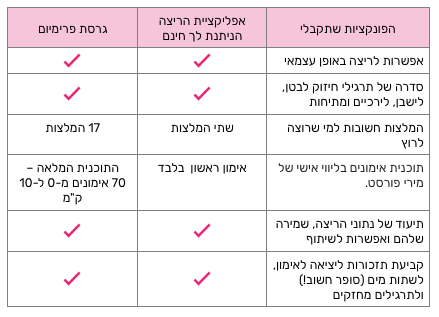 הפונקציות שתקבלי
אפליקציית הריצה
הניתנת לך חינם
גרסת פרימיום
אפשרות לריצה באופן עצמאי
סדרה של תרגילי חיזוק לבטן,
לישבן, לירכיים ומתיחות
המלצות חשובות למי שרוצה
לרוץ
שתי המלצות
17 המלצות
תוכנית אימונים בליווי אישי של
מירי פורסט.
אימון ראשון בלבד
התוכנית המלאה –
70 אימונים מ-0 ל-10
ק"מ
תיעוד של נתוני הריצה, שמירה
שלהם ואפשרות לשיתוף
קביעת תזכורות ליציאה לאימון,
לשתות מים (סופר חשוב!)
ולתרגילים מחזקים